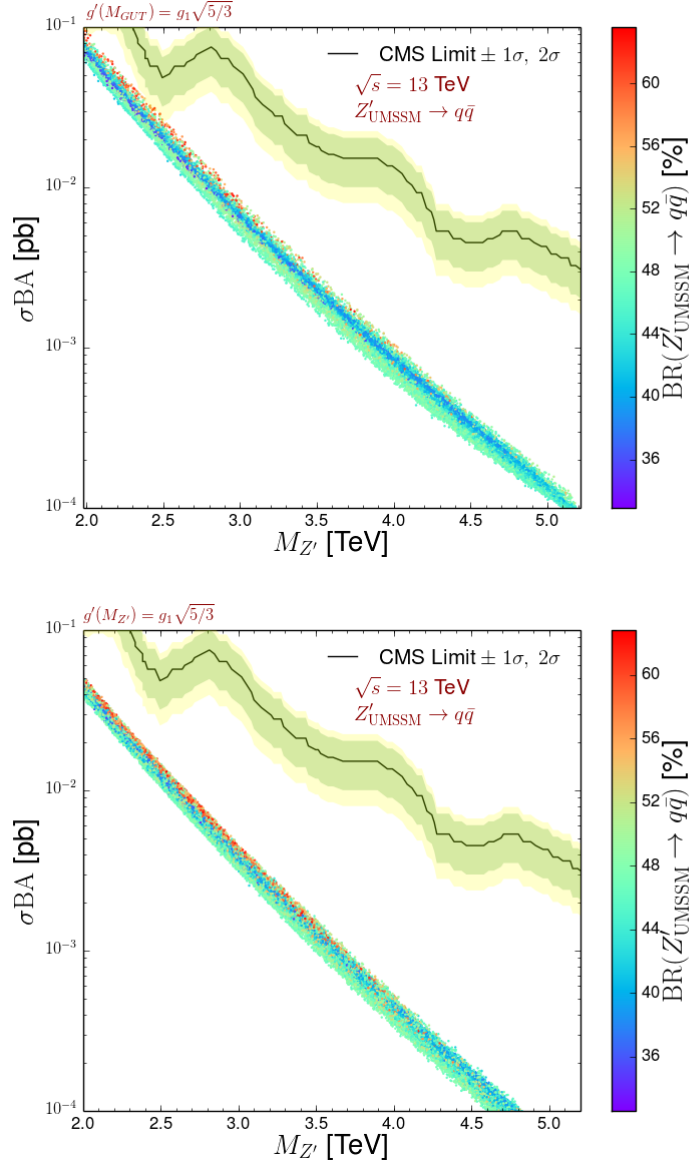 g′(M_GUT) = g₁√5/3
10⁻¹
10⁻²
10⁻³
10⁻⁴
σBA [pb]
CMS Limit ± 1σ, 2σ
√s = 13 TeV
Z′_UMSSM → qq̄
2.0 2.5 3.0 3.5 4.0 4.5 5.0
M_Z′ [TeV]
60
56
52
48
44
40
36
BR(Z′_UMSSM → qq̄) [%]
g′(M_Z′) = g₁√5/3
10⁻¹
10⁻²
10⁻³
10⁻⁴
σBA [pb]
CMS Limit ± 1σ, 2σ
√s = 13 TeV
Z′_UMSSM → qq̄
2.0 2.5 3.0 3.5 4.0 4.5 5.0
M_Z′ [TeV]
60
56
52
48
44
40
36
BR(Z′_UMSSM → qq̄) [%]